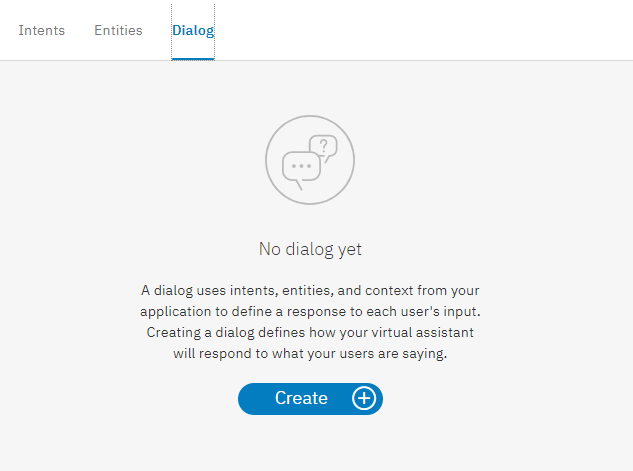 Intents Entities Dialog
?
No dialog yet
A dialog uses intents, entities, and context from your
application to define a response to each user's input.
Creating a dialog defines how your virtual assistant
will respond to what your users are saying.
Create